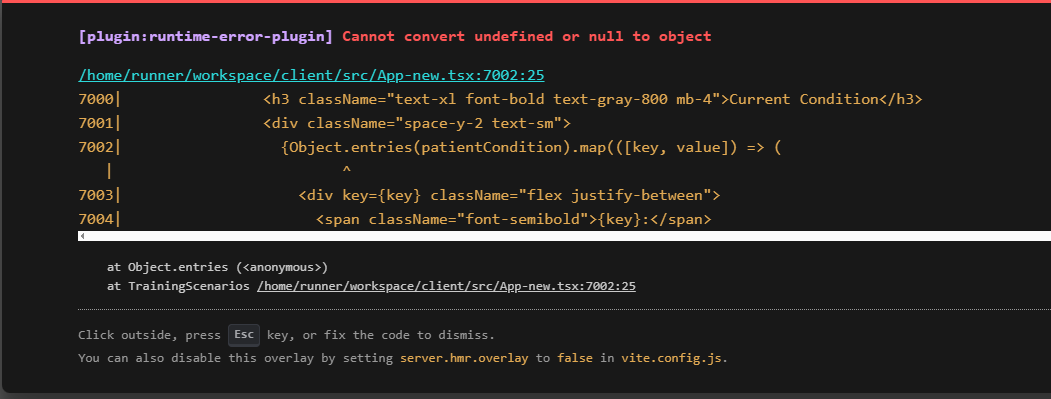 [plugin:runtime-error-plugin] Cannot convert undefined or null to object
/home/runner/workspace/client/src/App-new.tsx:7002:25
7000|                <h3 className="text-xl font-bold text-gray-800 mb-4">Current Condition</h3>
7001|                <div className="space-y-2 text-sm">
7002|                  {Object.entries(patientCondition).map(([key, value]) => (
   |                         ^
7003|                    <div key={key} className="flex justify-between">
7004|                      <span className="font-semibold">{key}:</span>
at Object.entries (<anonymous>)
at TrainingScenarios /home/runner/workspace/client/src/App-new.tsx:7002:25
Click outside, press Esc key, or fix the code to dismiss.
You can also disable this overlay by setting server.hmr.overlay to false in vite.config.js.